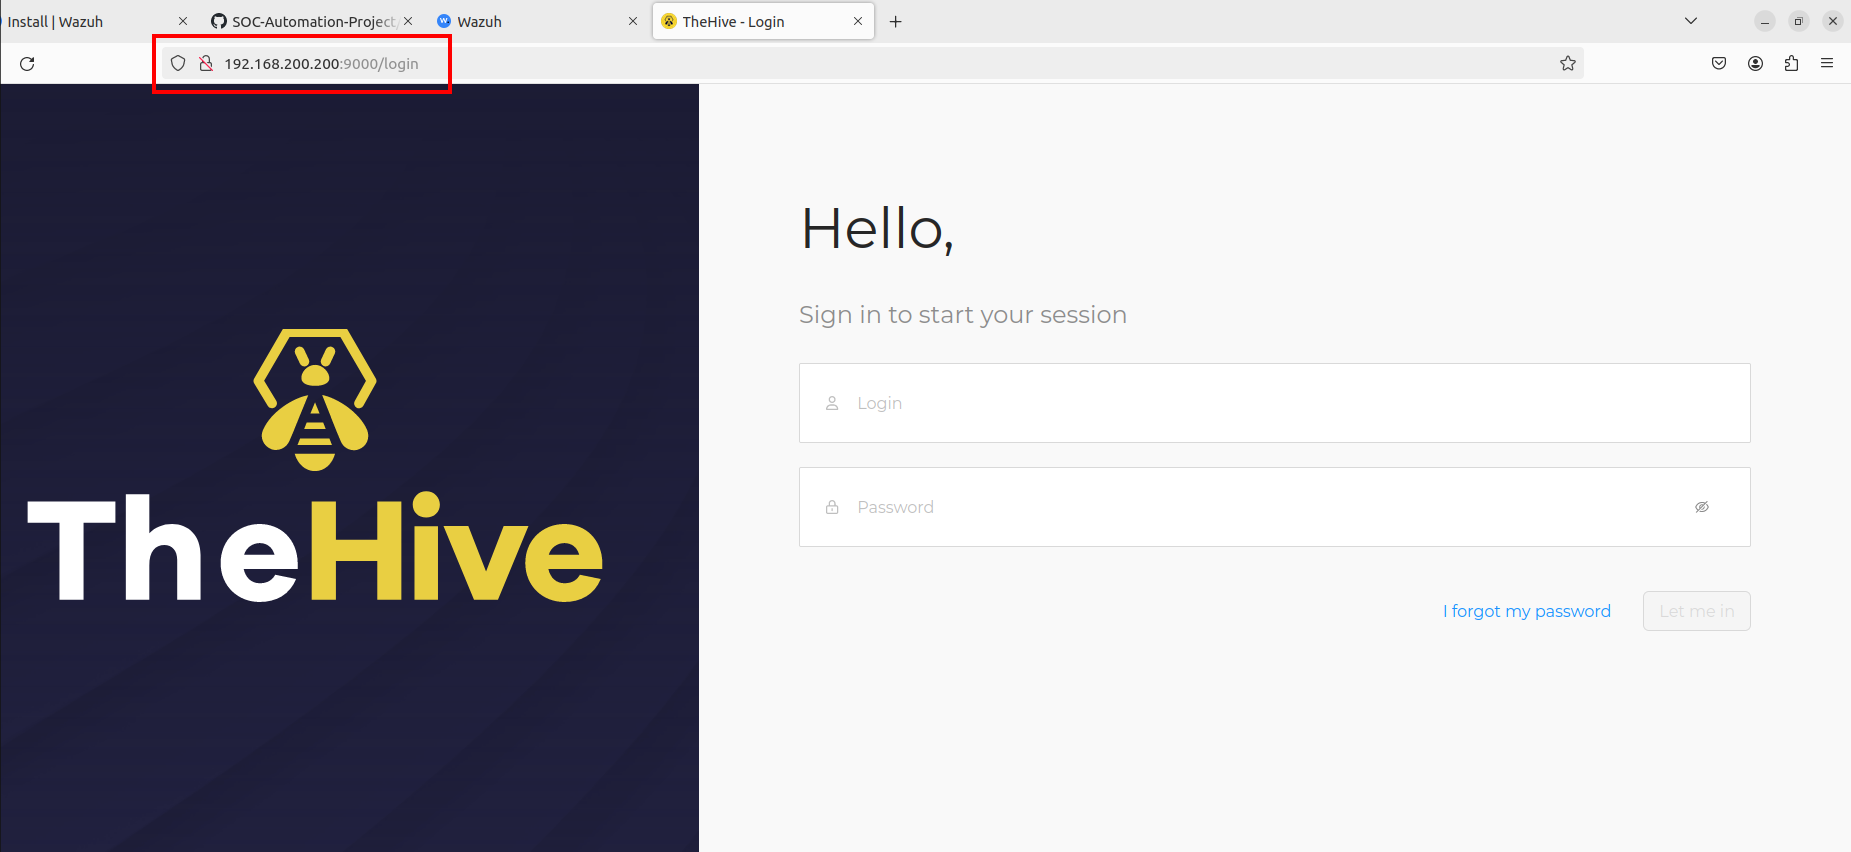 Install | Wazuh
SOC-Automation-Project/
Wazuh
TheHive - Login
192.168.200.200:9000/login
Hello,
Sign in to start your session
Login
Password
I forgot my password
Let me in
TheHive